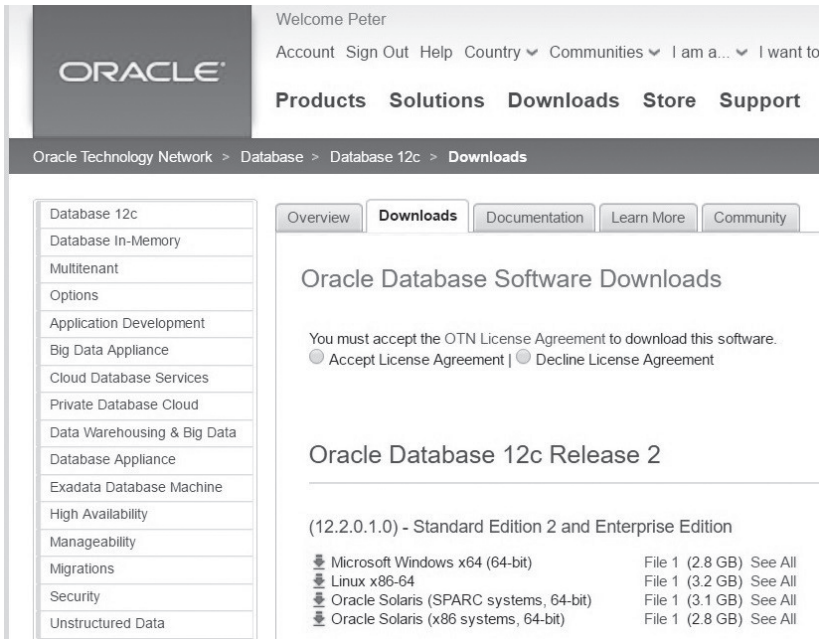 Welcome Peter
Account Sign Out Help Country Communities I am a... I want to
ORACLE
Products Solutions Downloads Store Support
Oracle Technology Network > Database > Database 12c > Downloads
Database 12c
Database In-Memory
Multitenant
Options
Application Development
Big Data Appliance
Cloud Database Services
Private Database Cloud
Data Warehousing & Big Data
Database Appliance
Exadata Database Machine
High Availability
Manageability
Migrations
Security
Unstructured Data
Overview Downloads Documentation Learn More Community
Oracle Database Software Downloads
You must accept the OTN License Agreement to download this software.
Accept License Agreement | Decline License Agreement
Oracle Database 12c Release 2
(12.2.0.1.0) - Standard Edition 2 and Enterprise Edition
Microsoft Windows x64 (64-bit) File 1 (2.8 GB) See All
Linux x86-64 File 1 (3.2 GB) See All
Oracle Solaris (SPARC systems, 64-bit) File 1 (3.1 GB) See All
Oracle Solaris (x86 systems, 64-bit) File 1 (2.8 GB) See All